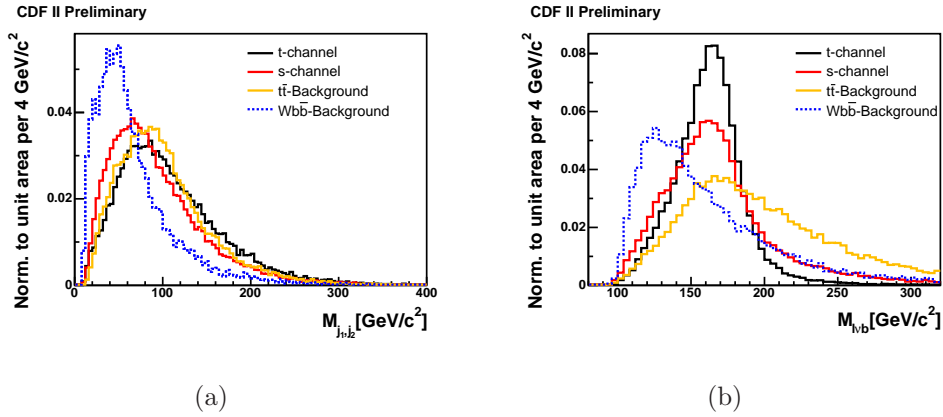 CDF II Preliminary
Norm. to unit area per 4 GeV/c²
0.04
0.02
0
t-channel
s-channel
tt̄-Background
Wbb̄-Background
0 100 200 300 400
M_{j₁,j₂}[GeV/c²]
(a)
CDF II Preliminary
Norm. to unit area per 4 GeV/c²
0.08
0.06
0.04
0.02
0
t-channel
s-channel
tt̄-Background
Wbb̄-Background
100 150 200 250 300
M_{lνb}[GeV/c²]
(b)